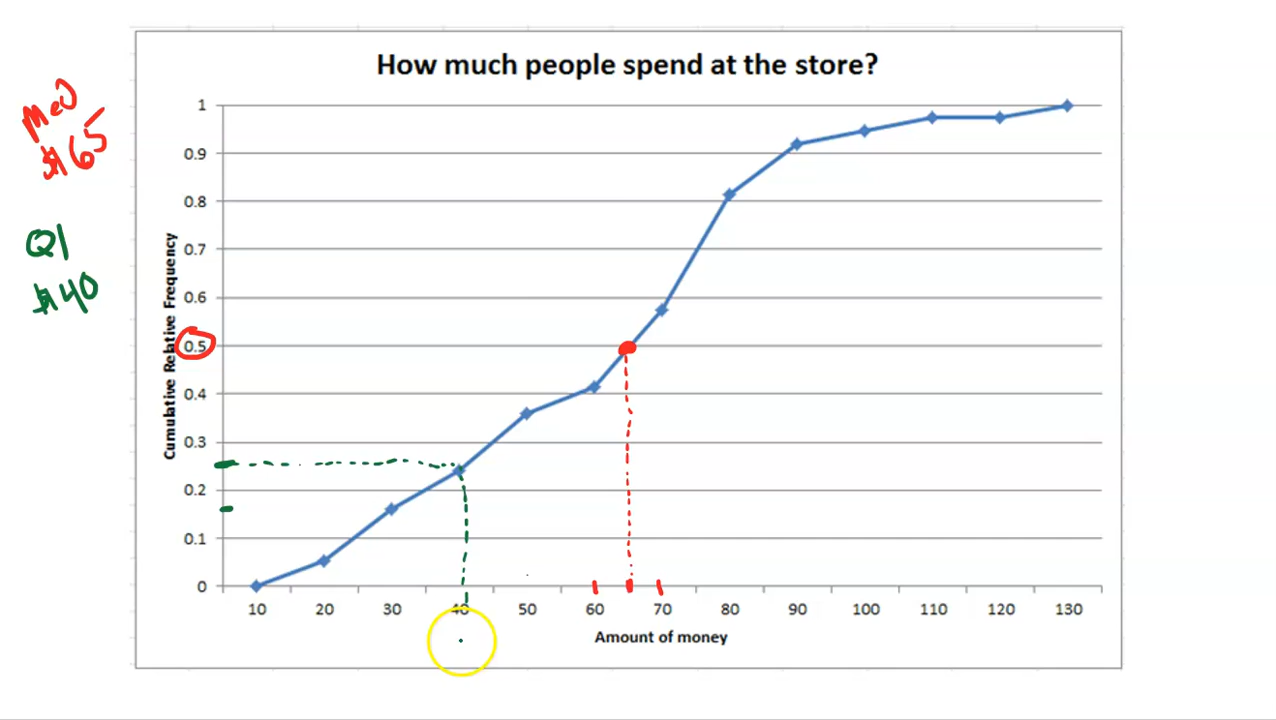 How much people spend at the store?
Med
$65
Q1
$40
Cumulative Relative Frequency
1
0.9
0.8
0.7
0.6
0.5
0.4
0.3
0.2
0.1
0
10 20 30 40 50 60 70 80 90 100 110 120 130
Amount of money